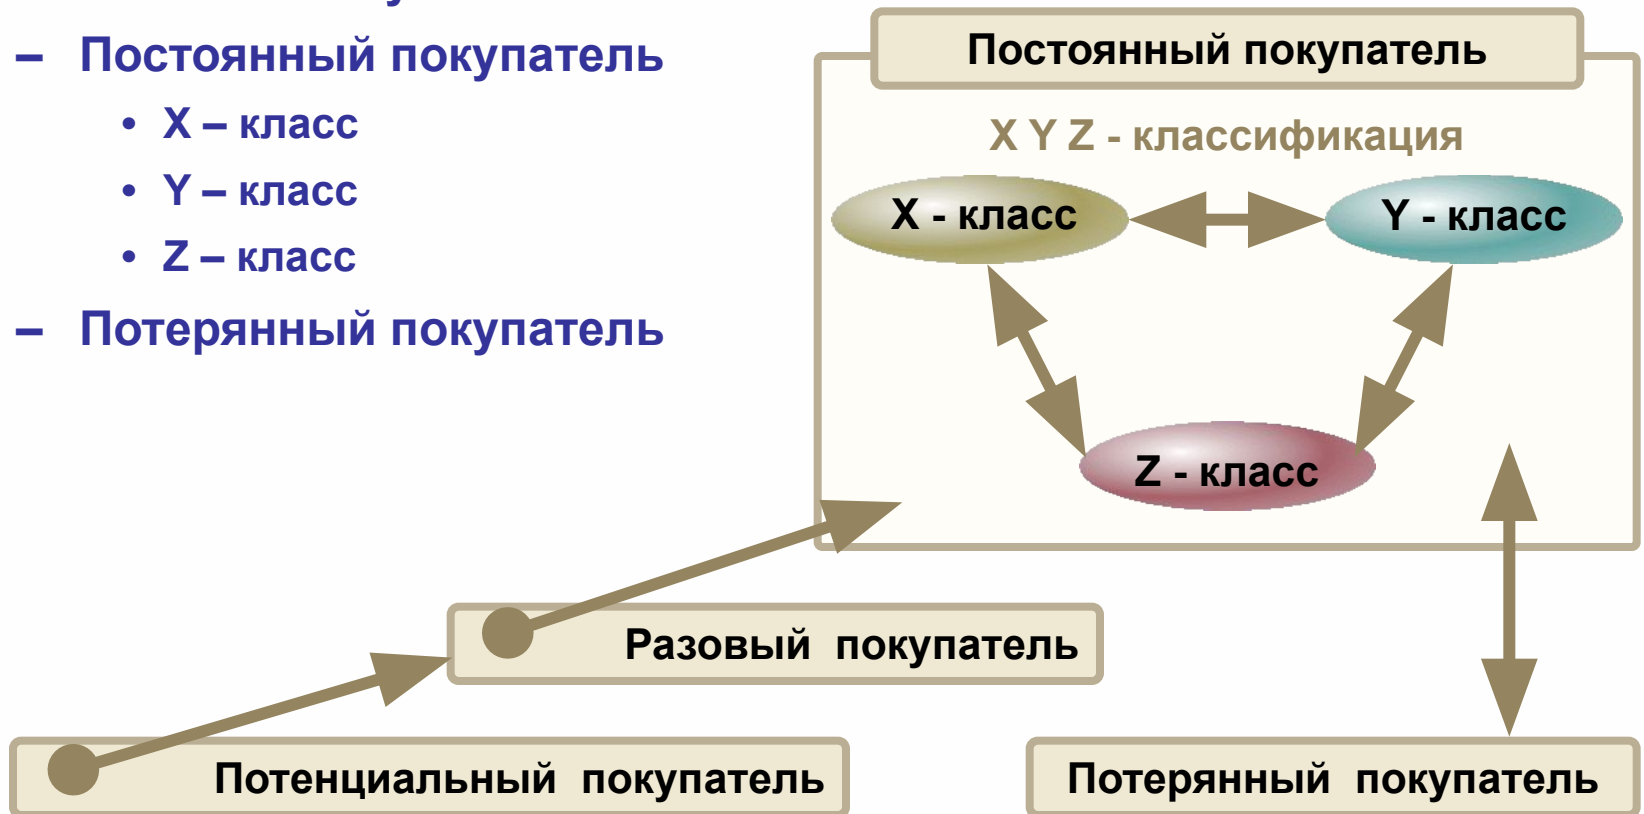 – Постоянный покупатель
• X – класс
• Y – класс
• Z – класс
– Потерянный покупатель
Постоянный покупатель
X Y Z - классификация
X - класс
Y - класс
Z - класс
Разовый покупатель
Потенциальный покупатель
Потерянный покупатель